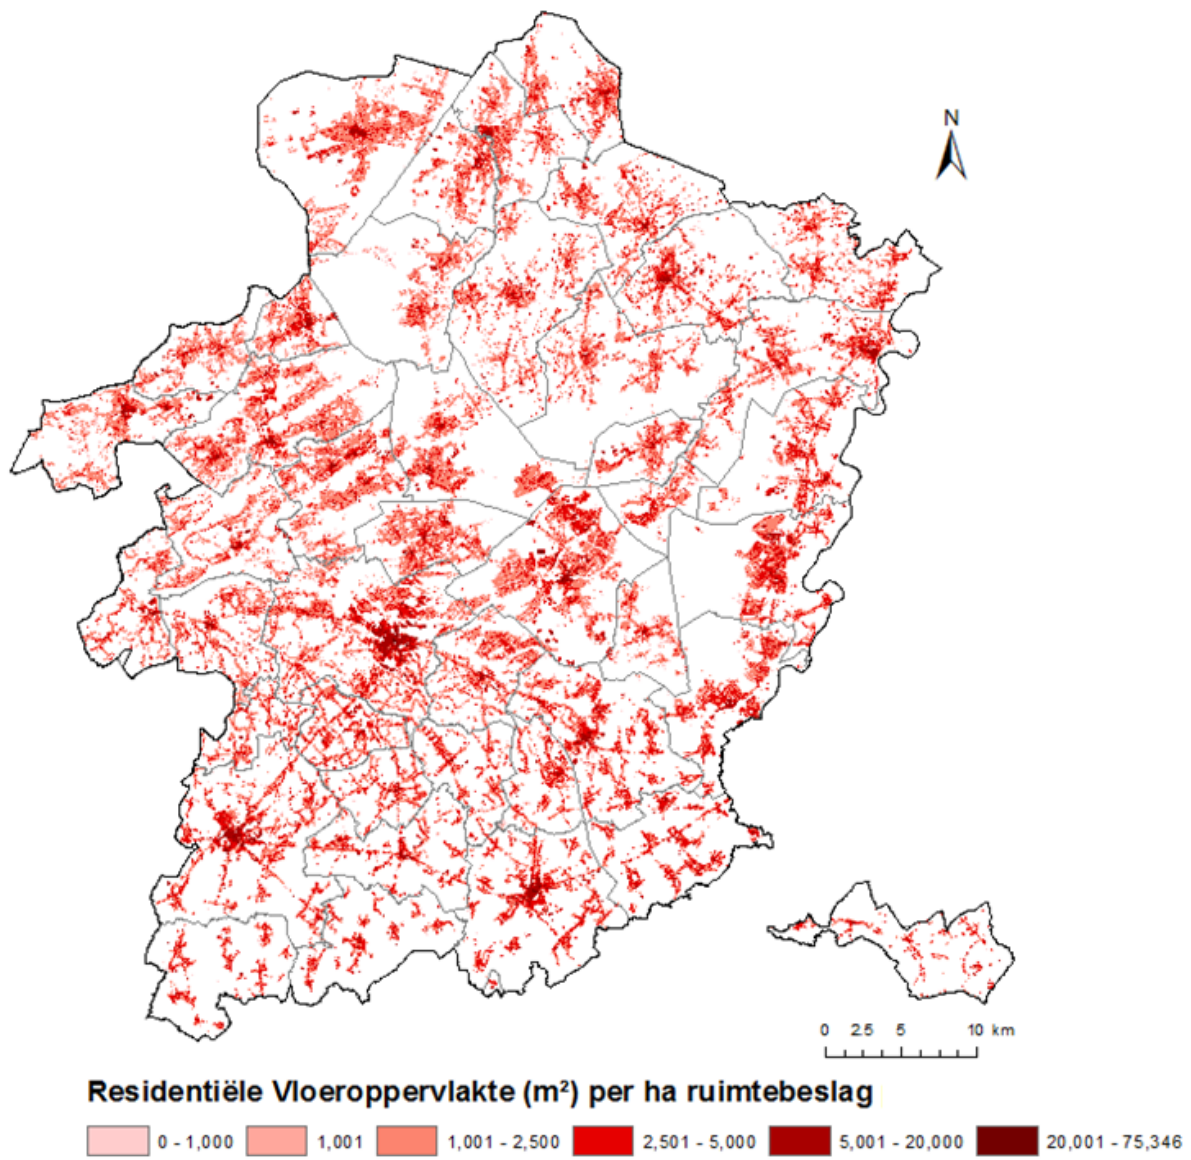 N
0 2.5 5 10 km
Residentiële Vloeroppervlakte (m²) per ha ruimtebeslag
0 - 1,000 1,001 1,001 - 2,500 2,501 - 5,000 5,001 - 20,000 20,001 - 75,346